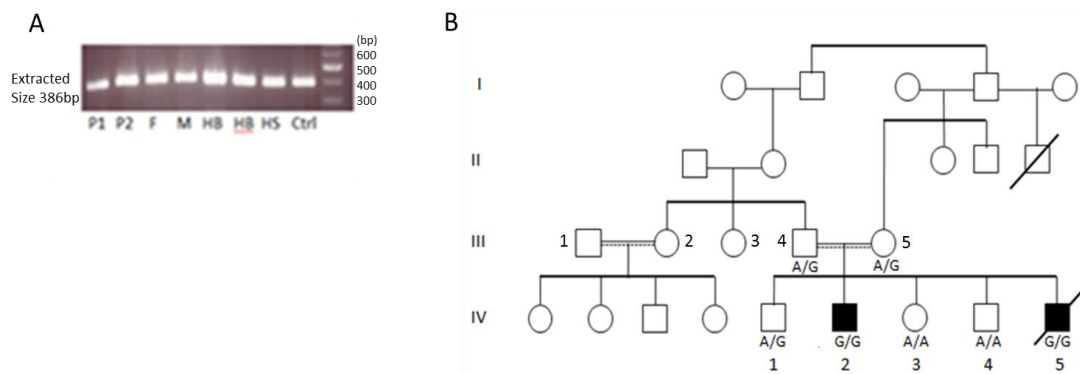 A
(bp)
600
500
400
300
Extracted
Size 386bp
P1 P2 F M HB HB HS Ctrl
B
I
II
III
1 2 3 4 5
A/G A/G
IV
A/G G/G A/A A/A G/G
1 2 3 4 5